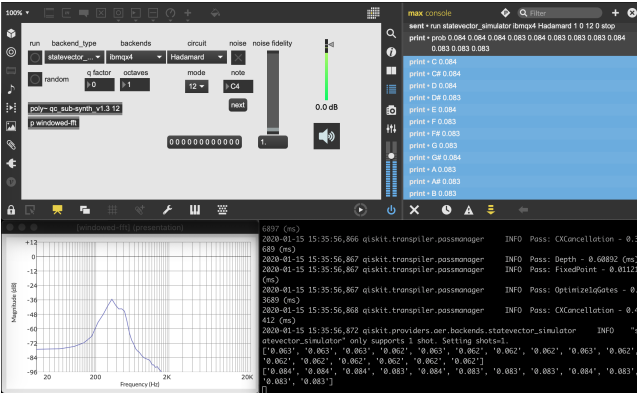 100%
run backend_type backends circuit noise noise fidelity
statevector_... ibmqx4 Hadamard
random q factor octaves mode note
0 1 12 C4
next
poly~ qc_sub-synth_v1.3 12
p windowed-fft
0 0 0 0 0 0 0 0 0 0 0 0
1.
0.0 dB
max console
Filter
sent • run statevector_simulator ibmqx4 Hadamard 1 0 12 0 stop
print • prob 0.084 0.084 0.084 0.083 0.084 0.083 0.083 0.083 0.084
0.083 0.083 0.083
print • C 0.084
print • C# 0.084
print • D 0.084
print • D# 0.083
print • E 0.084
print • F 0.083
print • F# 0.083
print • G 0.083
print • G# 0.084
print • A 0.083
print • A# 0.083
print • B 0.083
[windowed-fft] (presentation)
+12
0
-12
-24
-36
-48
-60
-72
-84
-96
Magnitude (dB)
20 200 2K 20K
Frequency (Hz)
6897 (ms)
2020-01-15 15:35:56,866 qiskit.transpiler.passmanager INFO Pass: CXCancellation - 0.3
689 (ms)
2020-01-15 15:35:56,867 qiskit.transpiler.passmanager INFO Pass: Depth - 0.60892 (ms)
2020-01-15 15:35:56,867 qiskit.transpiler.passmanager INFO Pass: FixedPoint - 0.01121
(ms)
2020-01-15 15:35:56,867 qiskit.transpiler.passmanager INFO Pass: Optimize1qGates - 0.
3689 (ms)
2020-01-15 15:35:56,868 qiskit.transpiler.passmanager INFO Pass: CXCancellation - 0.4
412 (ms)
2020-01-15 15:35:56,872 qiskit.providers.aer.backends.statevector_simulator INFO "s
atevector_simulator" only supports 1 shot. Setting shots=1.
['0.063', '0.063', '0.063', '0.062', '0.063', '0.062', '0.062', '0.062', '0.063', '0.062',
'0.062', '0.062', '0.062', '0.062', '0.062', '0.062']
['0.084', '0.084', '0.084', '0.083', '0.084', '0.083', '0.083', '0.083', '0.084', '0.083',
'0.083', '0.083']